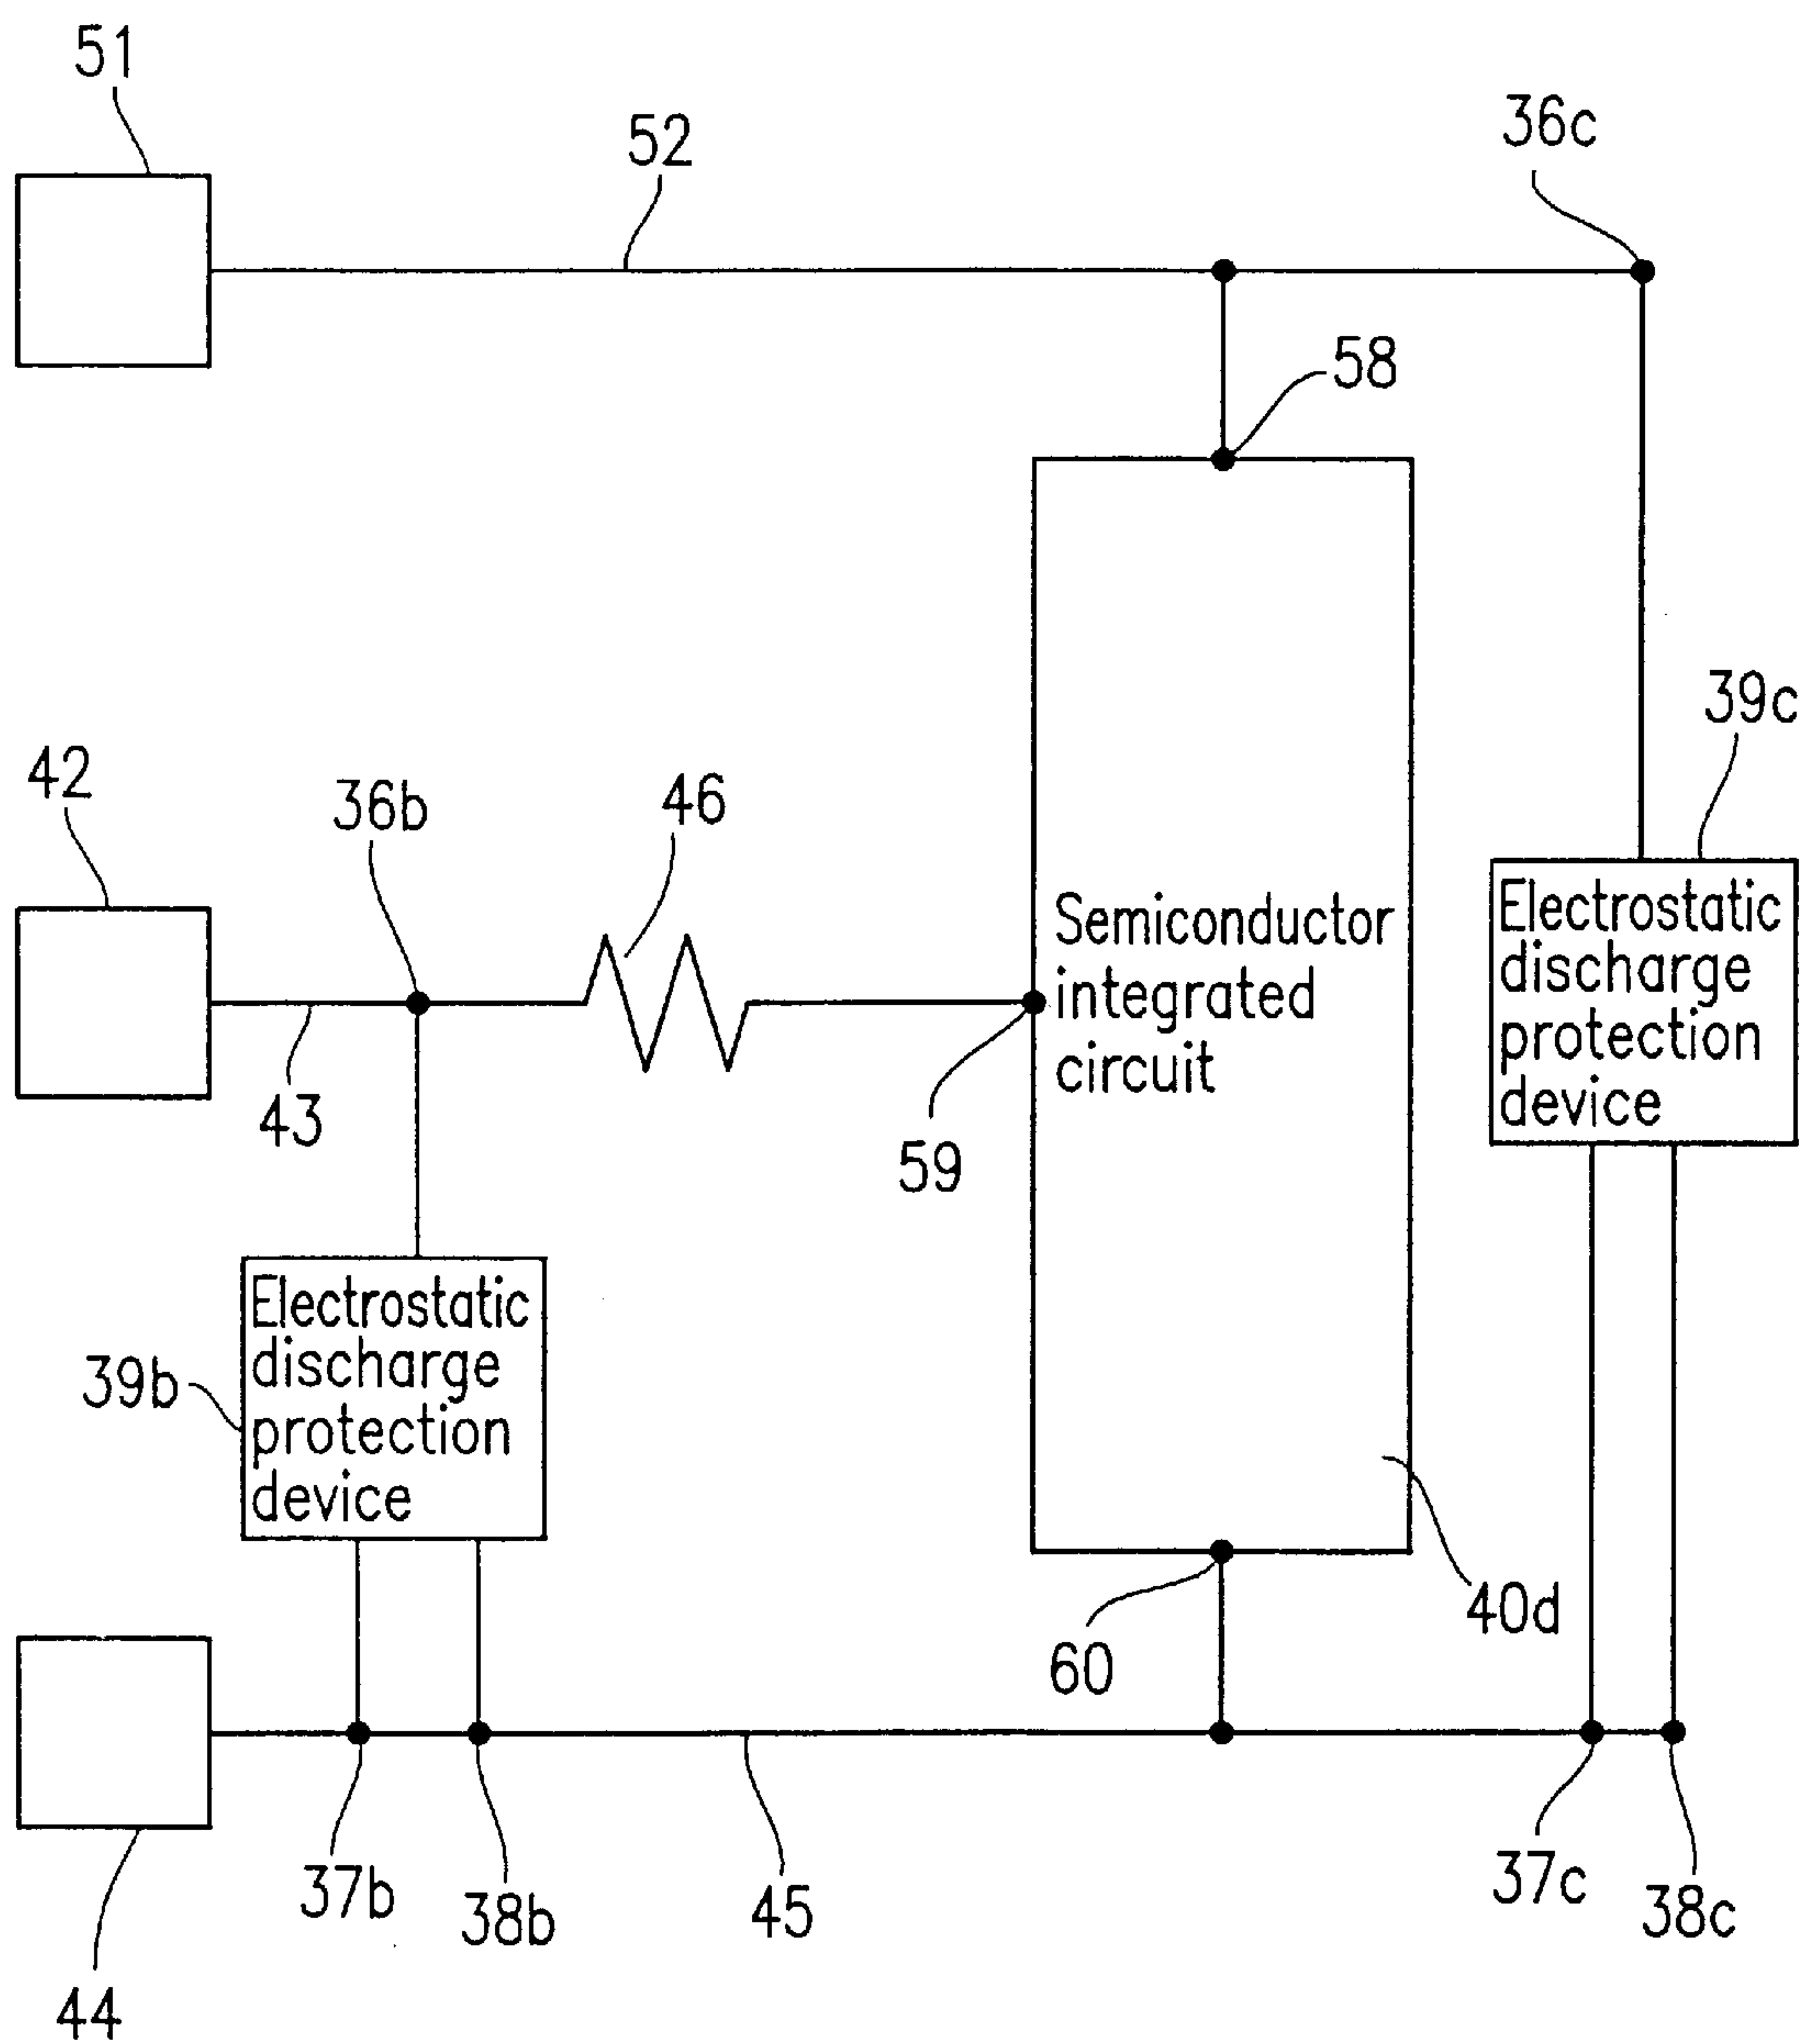 51
52
36c
58
39c
42
36b
46
Semiconductor
integrated
circuit
Electrostatic
discharge
protection
device
43
59
Electrostatic
discharge
protection
device
39b
40d
60
37b
38b
45
37c
38c
44